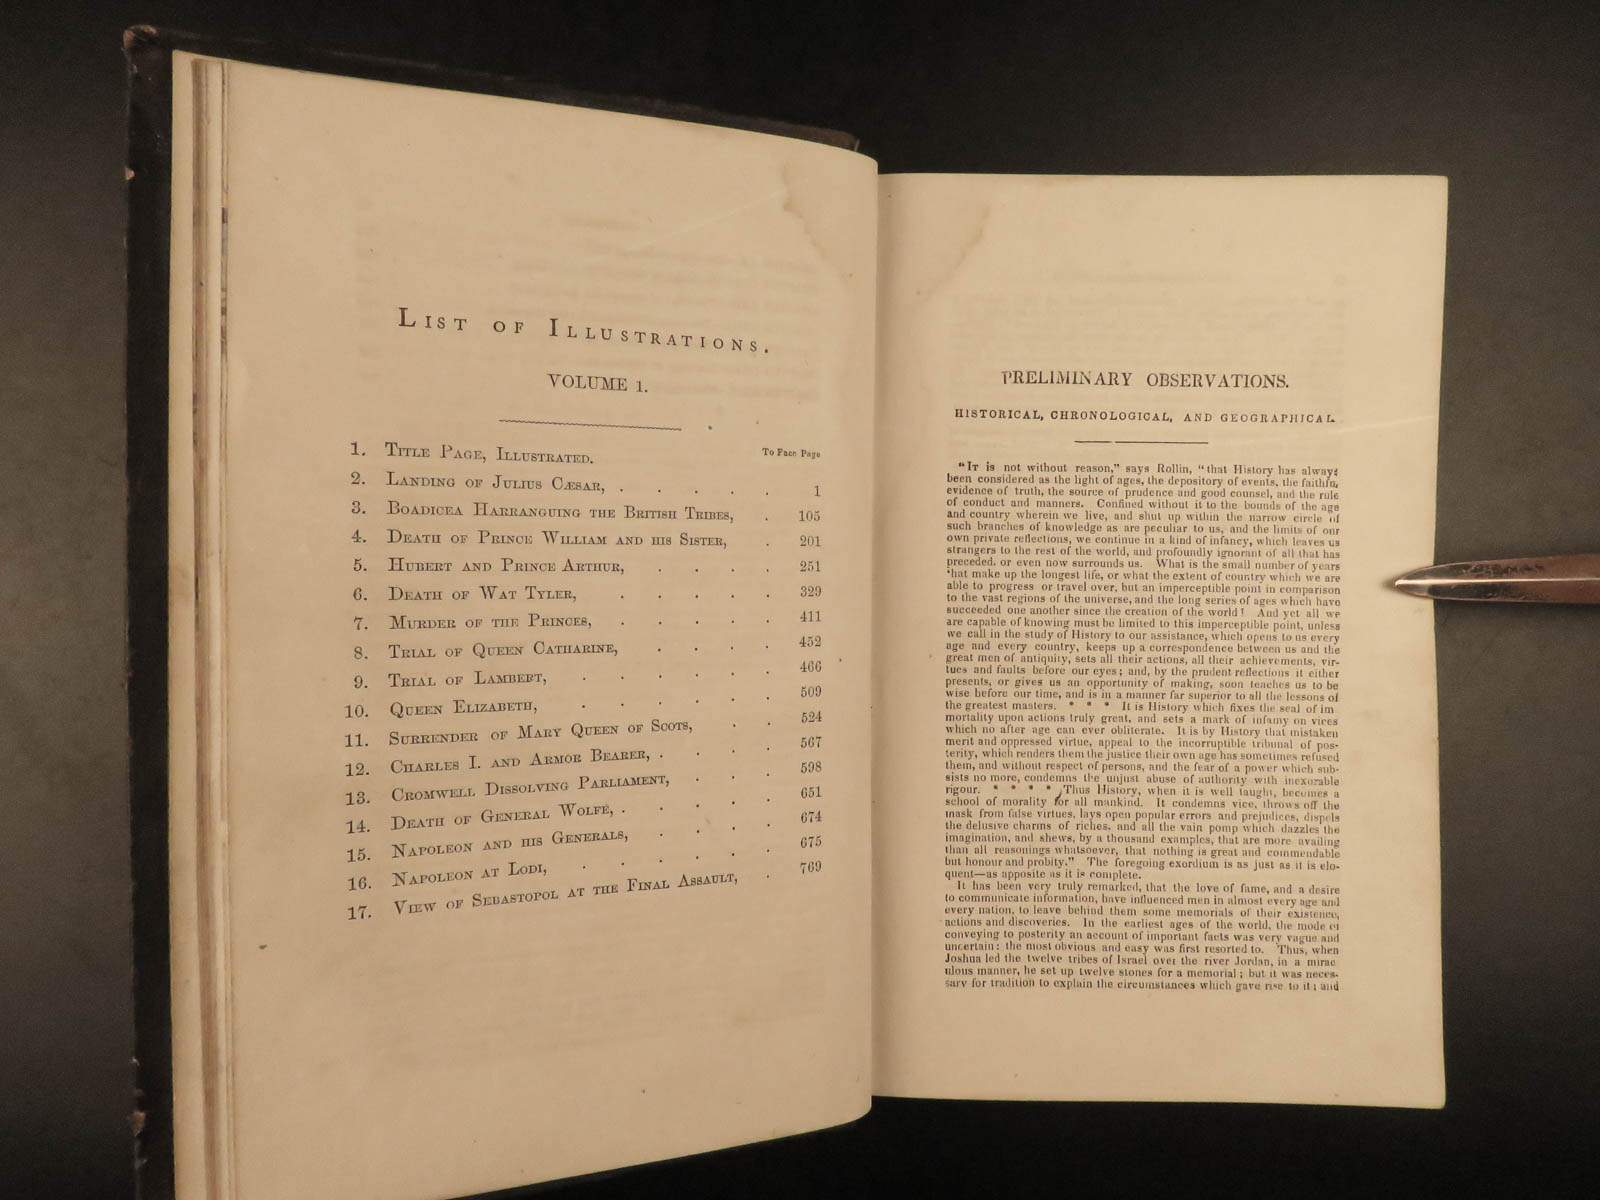 List of Illustrations.
VOLUME 1.
To Face Page
1. Title Page, Illustrated.
2. Landing of Julius Cæsar, . . . . . 1
3. Boadicea Harranguing the British Tribes, . 105
4. Death of Prince William and his Sister, . 201
5. Hubert and Prince Arthur, . . . . 251
6. Death of Wat Tyler, . . . . . 329
7. Murder of the Princes, . . . . . 411
8. Trial of Queen Catharine, . . . . 452
9. Trial of Lambert, . . . . . 466
10. Queen Elizabeth, . . . . . 509
11. Surrender of Mary Queen of Scots, . . 524
12. Charles I. and Armor Bearer, . . . . 567
13. Cromwell Dissolving Parliament, . . . 598
14. Death of General Wolfe, . . . . . 651
15. Napoleon and his Generals, . . . . 674
16. Napoleon at Lodi, . . . . . 675
17. View of Sebastopol at the Final Assault, . 769
PRELIMINARY OBSERVATIONS.
HISTORICAL, CHRONOLOGICAL, AND GEOGRAPHICAL.
"It is not without reason," says Rollin, "that History has always
been considered as the light of ages, the depository of events, the faithful
evidence of truth, the source of prudence and good counsel, and the rule
of conduct and manners. Confined without it to the bounds of the age
and country wherein we live, and shut up within the narrow circle of
such branches of knowledge as are peculiar to us, and the limits of our
own private reflections, we continue in a kind of infancy, which leaves us
strangers to the rest of the world, and profoundly ignorant of all that has
preceded, or even now surrounds us. What is the small number of years
that make up the longest life, or what the extent of country which we are
able to progress or travel over, but an imperceptible point in comparison
to the vast regions of the universe, and the long series of ages which have
succeeded one another since the creation of the world! And yet all we
are capable of knowing must be limited to this imperceptible point, unless
we call in the study of History to our assistance, which opens to us every
age and every country, keeps up a correspondence between us and the
great men of antiquity, sets all their actions, all their achievements, vir-
tues and faults before our eyes; and, by the prudent reflections it either
presents, or gives us an opportunity of making, soon teaches us to be
wise before our time, and is in a manner far superior to all the lessons of
the greatest masters. * * * It is History which fixes the seal of im
mortality upon actions truly great, and sets a mark of infamy on vices
which no after age can ever obliterate. It is by History that mistaken
merit and oppressed virtue, appeal to the incorruptible tribunal of pos-
terity, which renders them the justice their own age has sometimes refused
them, and without respect of persons, and the fear of a power which sub-
sists no more, condemns the unjust abuse of authority with inexorable
rigour. * * * * Thus History, when it is well taught, becomes a
school of morality for all mankind. It condemns vice, throws off the
mask from false virtues, lays open popular errors and prejudices, dispels
the delusive charms of riches, and all the vain pomp which dazzles the
imagination, and shews, by a thousand examples, that are more availing
than all reasonings whatsoever, that nothing is great and commendable
but honour and probity." The foregoing exordium is as just as it is elo-
quent—as apposite as it is complete.
It has been very truly remarked, that the love of fame, and a desire
to communicate information, have influenced men in almost every age and
every nation, to leave behind them some memorials of their existence,
actions and discoveries. In the earliest ages of the world, the mode of
conveying to posterity an account of important facts was very vague and
uncertain: the most obvious and easy was first resorted to. Thus, when
Joshua led the twelve tribes of Israel over the river Jordan, in a mirac
ulous manner, he set up twelve stones for a memorial; but it was neces-
sary for tradition to explain the circumstances which gave rise to it; and